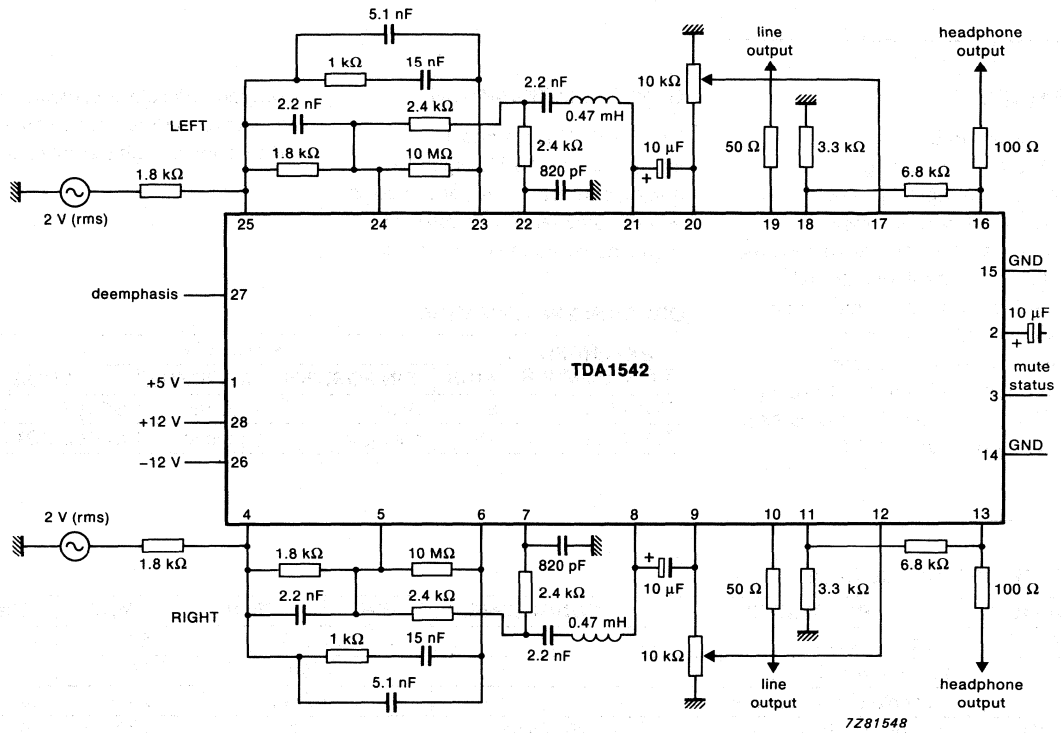 5.1 nF
1 kΩ
15 nF
2.2 nF
2.4 kΩ
LEFT
1.8 kΩ
10 MΩ
1.8 kΩ
2 V (rms)
2.2 nF
0.47 mH
2.4 kΩ
820 pF
10 µF
+
10 kΩ
line
output
50 Ω
3.3 kΩ
6.8 kΩ
headphone
output
100 Ω
25
24
23
22
21
20
19
18
17
16
deemphasis
27
+5 V
1
+12 V
28
−12 V
26
TDA1542
15
GND
2
10 µF
+
mute
status
3
14
GND
4
5
6
7
8
9
10
11
12
13
2 V (rms)
1.8 kΩ
1.8 kΩ
10 MΩ
2.2 nF
2.4 kΩ
RIGHT
1 kΩ
15 nF
5.1 nF
820 pF
2.4 kΩ
0.47 mH
2.2 nF
+
10 µF
10 kΩ
50 Ω
3.3 kΩ
6.8 kΩ
100 Ω
line
output
headphone
output
7Z81548